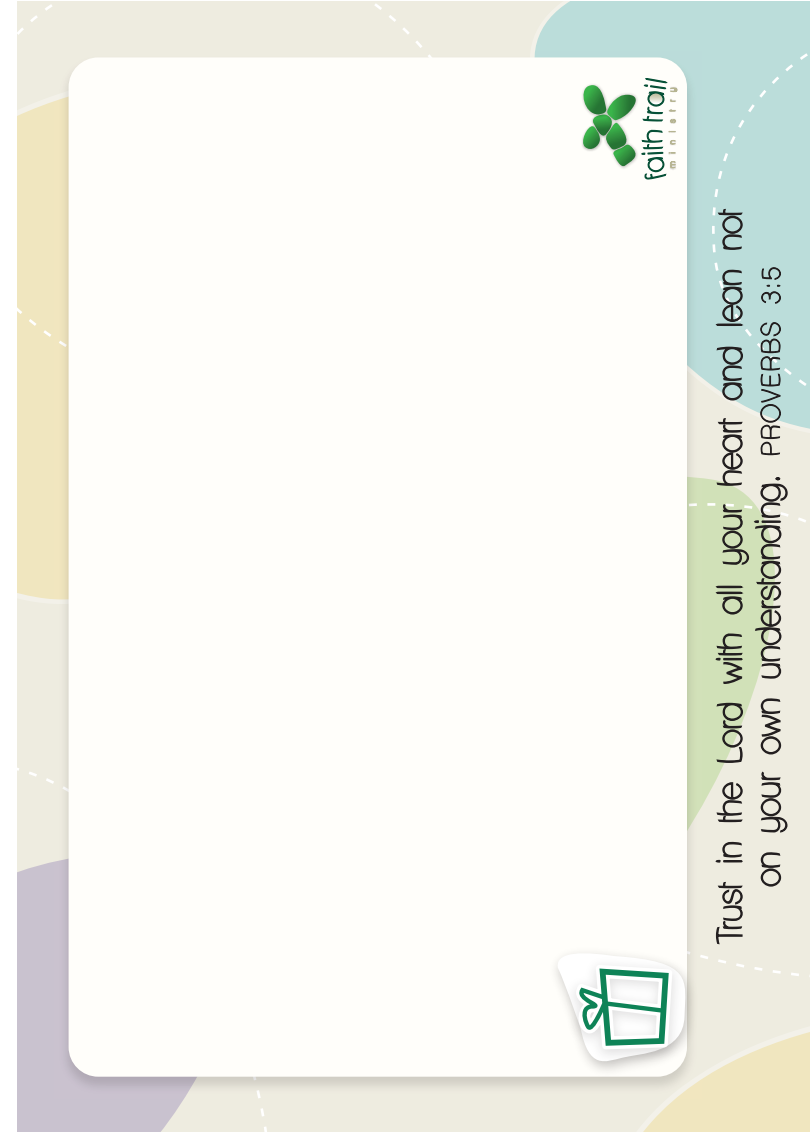 faith trail
ministry
Trust in the Lord with all your heart and lean not
on your own understanding. PROVERBS 3:5